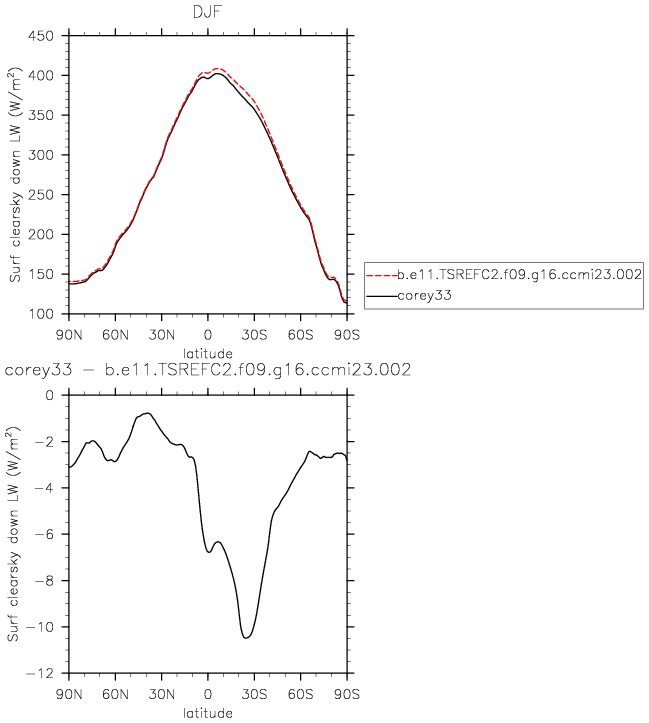 DJF
Surf clearsky down LW (W/m²)
450
400
350
300
250
200
150
100
90N 60N 30N 0 30S 60S 90S
latitude
b.e11.TSREFC2.f09.g16.ccmi23.002
corey33
corey33 − b.e11.TSREFC2.f09.g16.ccmi23.002
Surf clearsky down LW (W/m²)
0
−2
−4
−6
−8
−10
−12
90N 60N 30N 0 30S 60S 90S
latitude